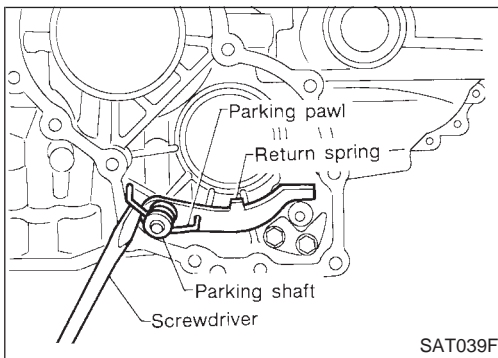 Parking pawl
Return spring
Parking shaft
Screwdriver
SAT039F